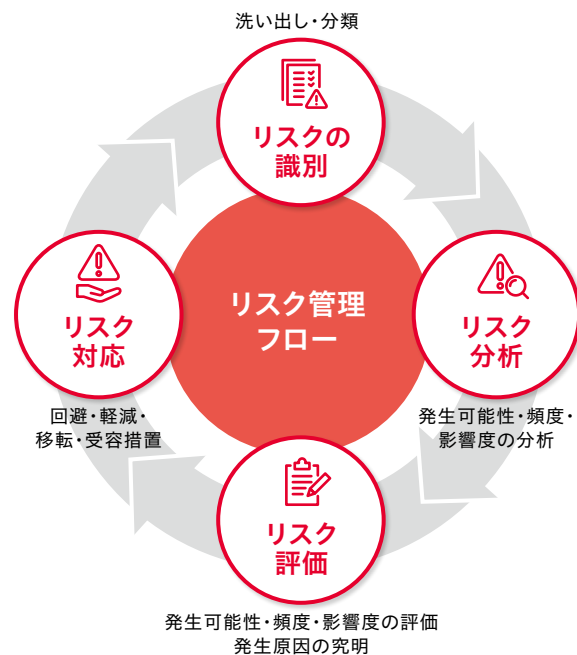 洗い出し・分類
リスクの
識別
リスク管理
フロー
リスク
分析
発生可能性・頻度・
影響度の分析
リスク
評価
発生可能性・頻度・影響度の評価
発生原因の究明
リスク
対応
回避・軽減・
移転・受容措置